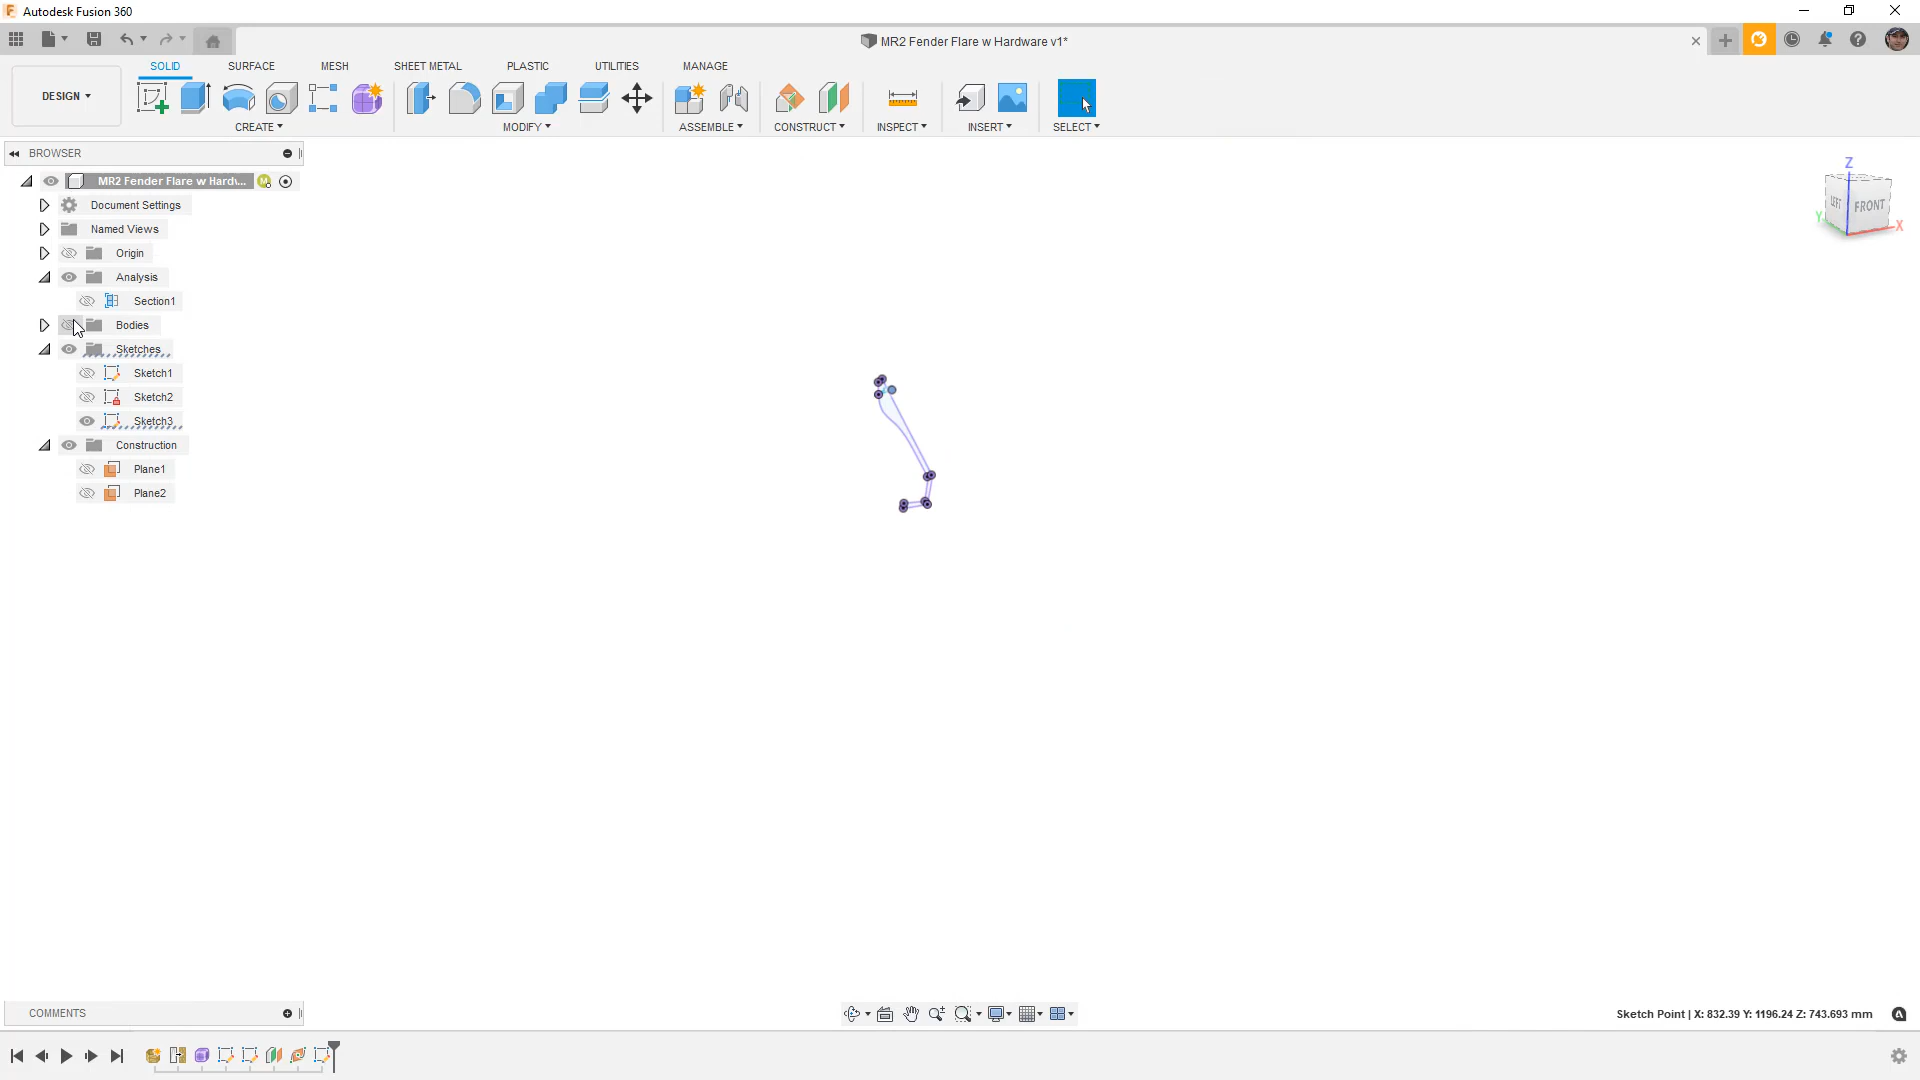 Autodesk Fusion 360
MR2 Fender Flare w Hardware v1*
DESIGN
SOLID
SURFACE
MESH
SHEET METAL
PLASTIC
UTILITIES
MANAGE
CREATE
MODIFY
ASSEMBLE
CONSTRUCT
INSPECT
INSERT
SELECT
BROWSER
MR2 Fender Flare w Hardw...
Document Settings
Named Views
Origin
Analysis
Section1
Bodies
Sketches
Sketch1
Sketch2
Sketch3
Construction
Plane1
Plane2
Z
LEFT
FRONT
Y
X
COMMENTS
Sketch Point | X: 832.39 Y: 1196.24 Z: 743.693 mm